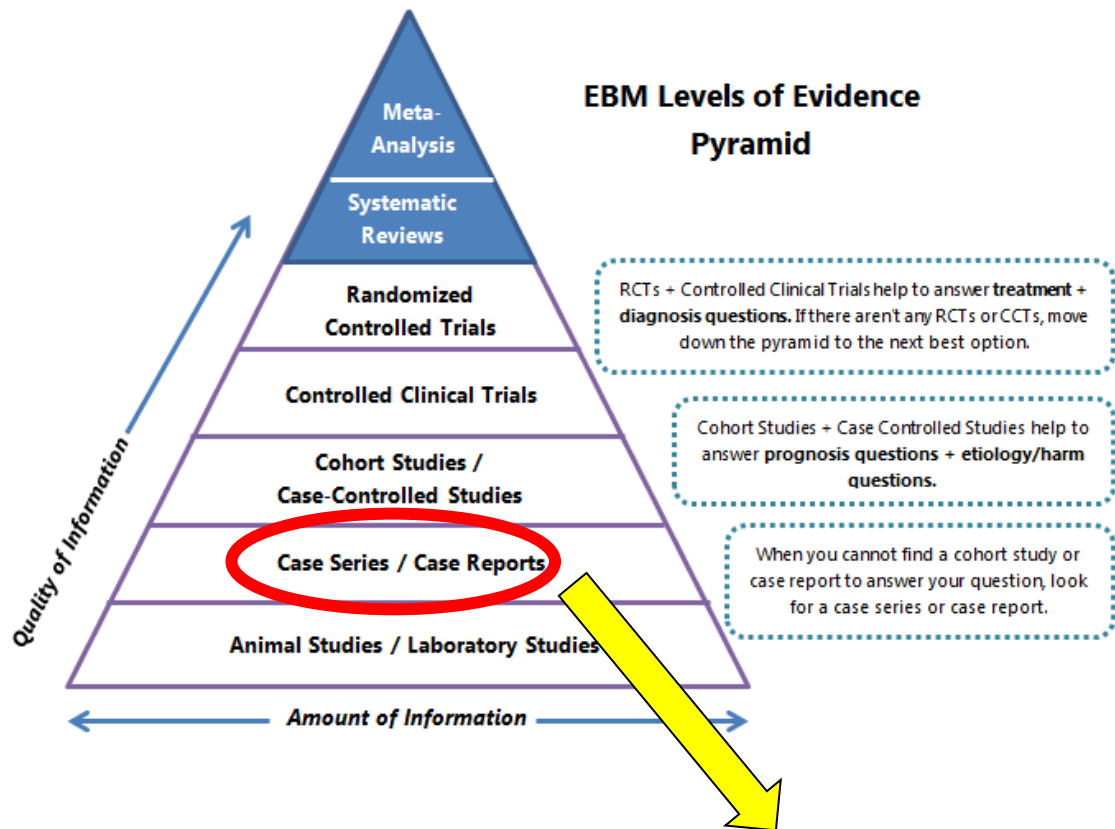 EBM Levels of Evidence
Pyramid
Meta-
Analysis
Systematic
Reviews
Randomized
Controlled Trials
Controlled Clinical Trials
Cohort Studies /
Case-Controlled Studies
Case Series / Case Reports
Animal Studies / Laboratory Studies
Quality of Information
Amount of Information
RCTs + Controlled Clinical Trials help to answer treatment +
diagnosis questions. If there aren't any RCTs or CCTs, move
down the pyramid to the next best option.
Cohort Studies + Case Controlled Studies help to
answer prognosis questions + etiology/harm
questions.
When you cannot find a cohort study or
case report to answer your question, look
for a case series or case report.